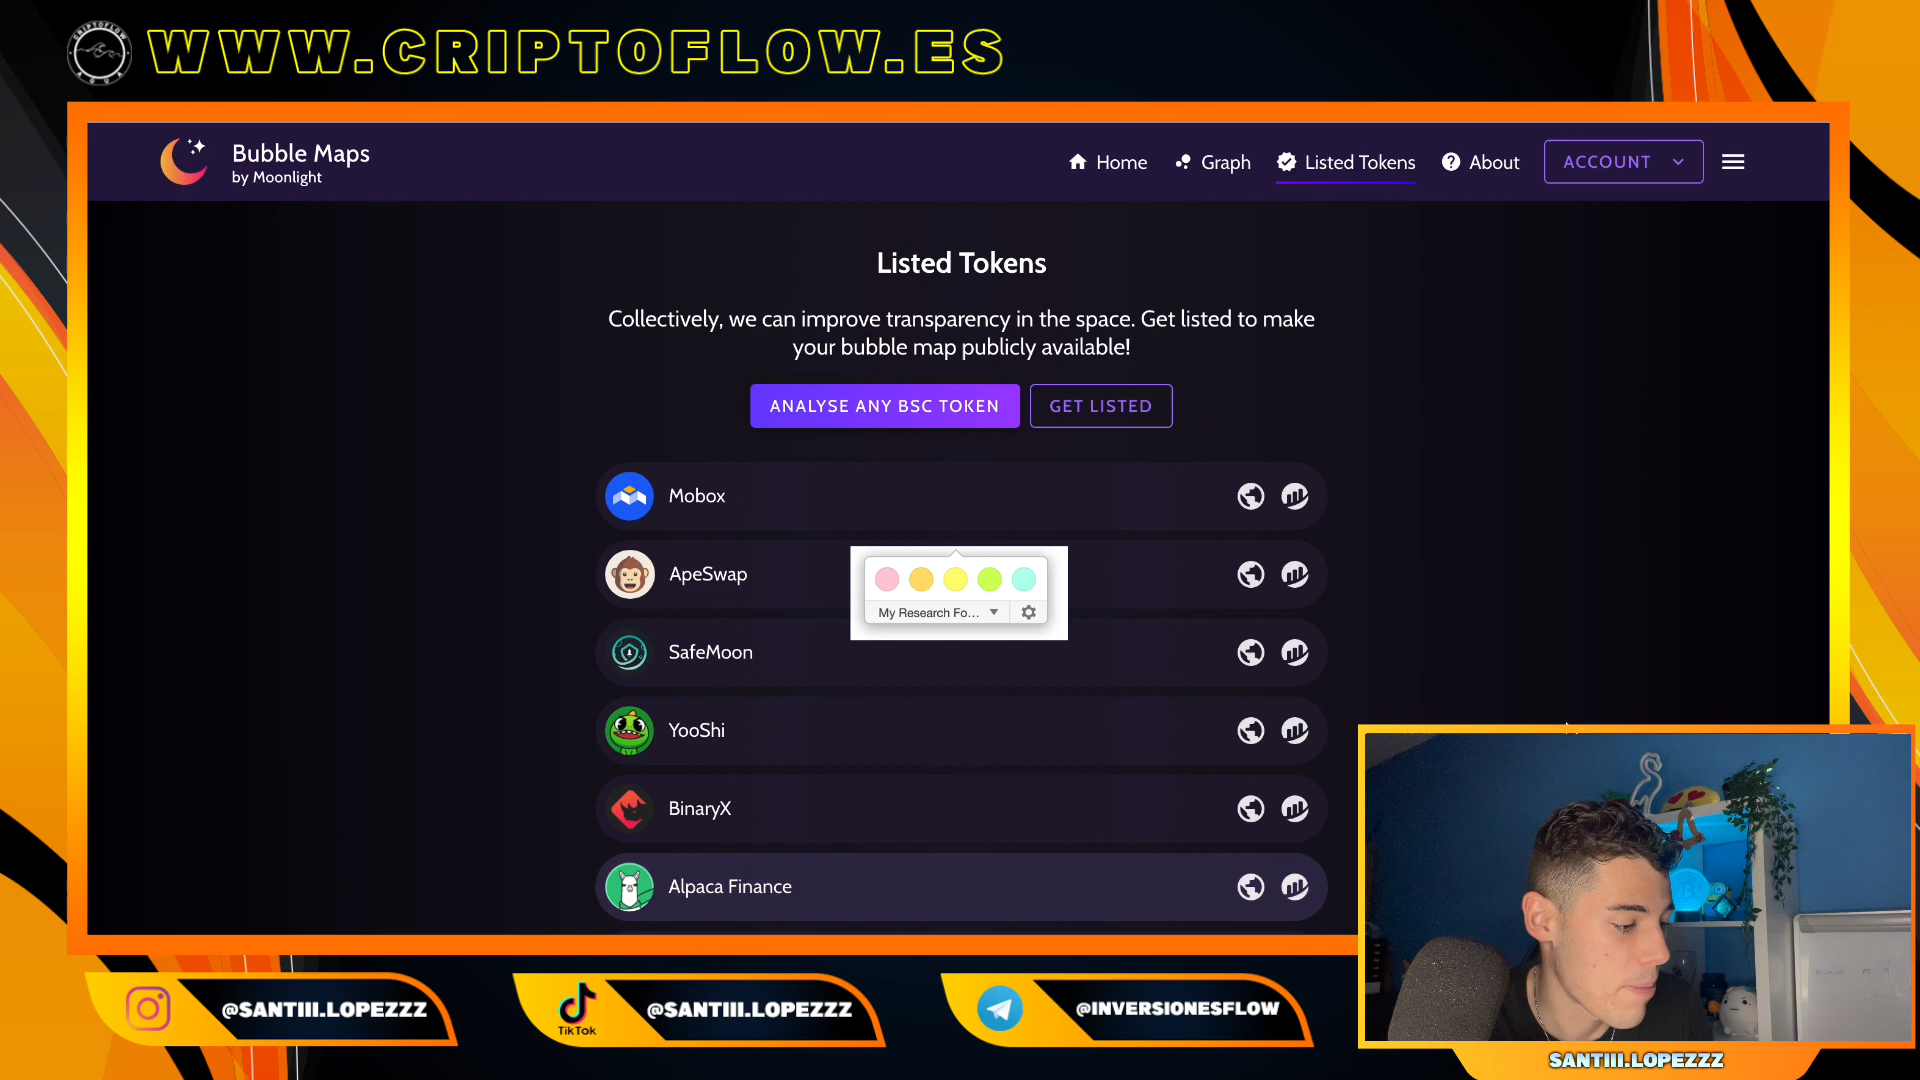 WWW.CRIPTOFLOW.ES
CRIPTOFLOW
AQUA
Bubble Maps
by Moonlight
Home
Graph
Listed Tokens
About
ACCOUNT
Listed Tokens
Collectively, we can improve transparency in the space. Get listed to make
your bubble map publicly available!
ANALYSE ANY BSC TOKEN
GET LISTED
Mobox
ApeSwap
My Research Fo...
SafeMoon
YooShi
BinaryX
Alpaca Finance
@SANTIII.LOPEZZZ
TikTok
@SANTIII.LOPEZZZ
@INVERSIONESFLOW
SANTIII.LOPEZZZ